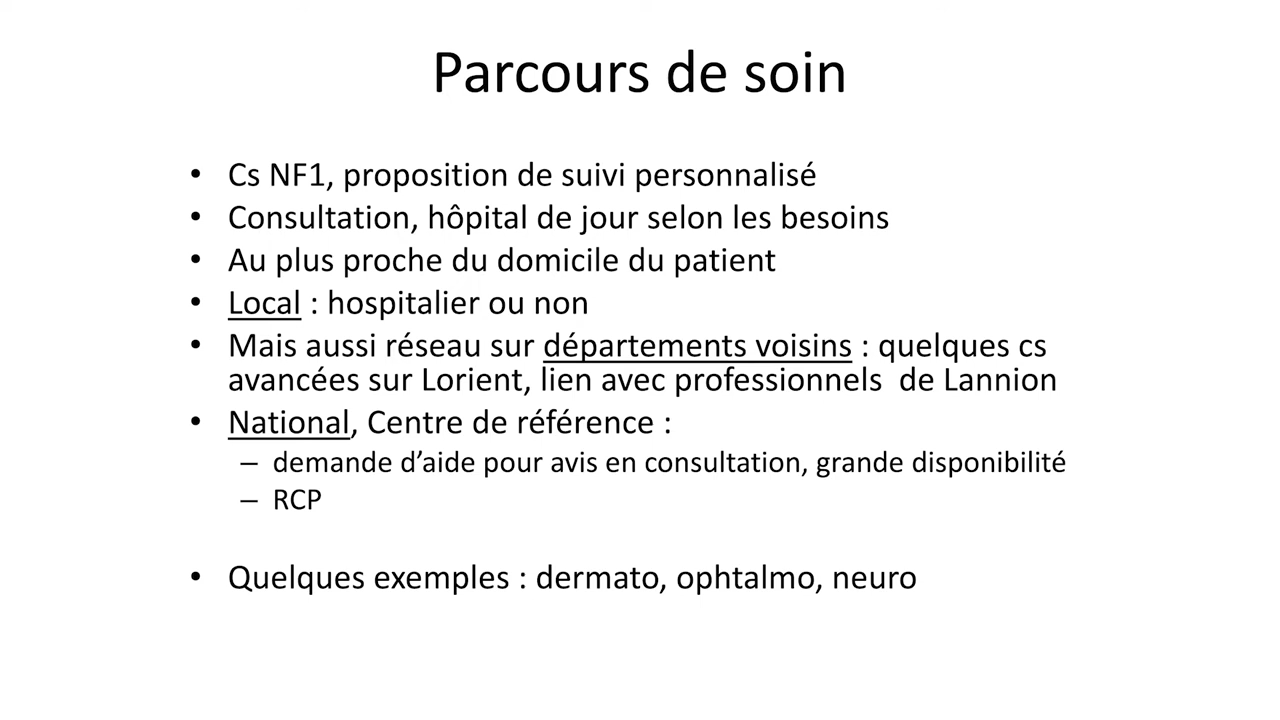 Parcours de soin
• Cs NF1, proposition de suivi personnalisé
• Consultation, hôpital de jour selon les besoins
• Au plus proche du domicile du patient
• Local : hospitalier ou non
• Mais aussi réseau sur départements voisins : quelques cs
avancées sur Lorient, lien avec professionnels de Lannion
• National, Centre de référence :
– demande d’aide pour avis en consultation, grande disponibilité
– RCP
• Quelques exemples : dermato, ophtalmo, neuro